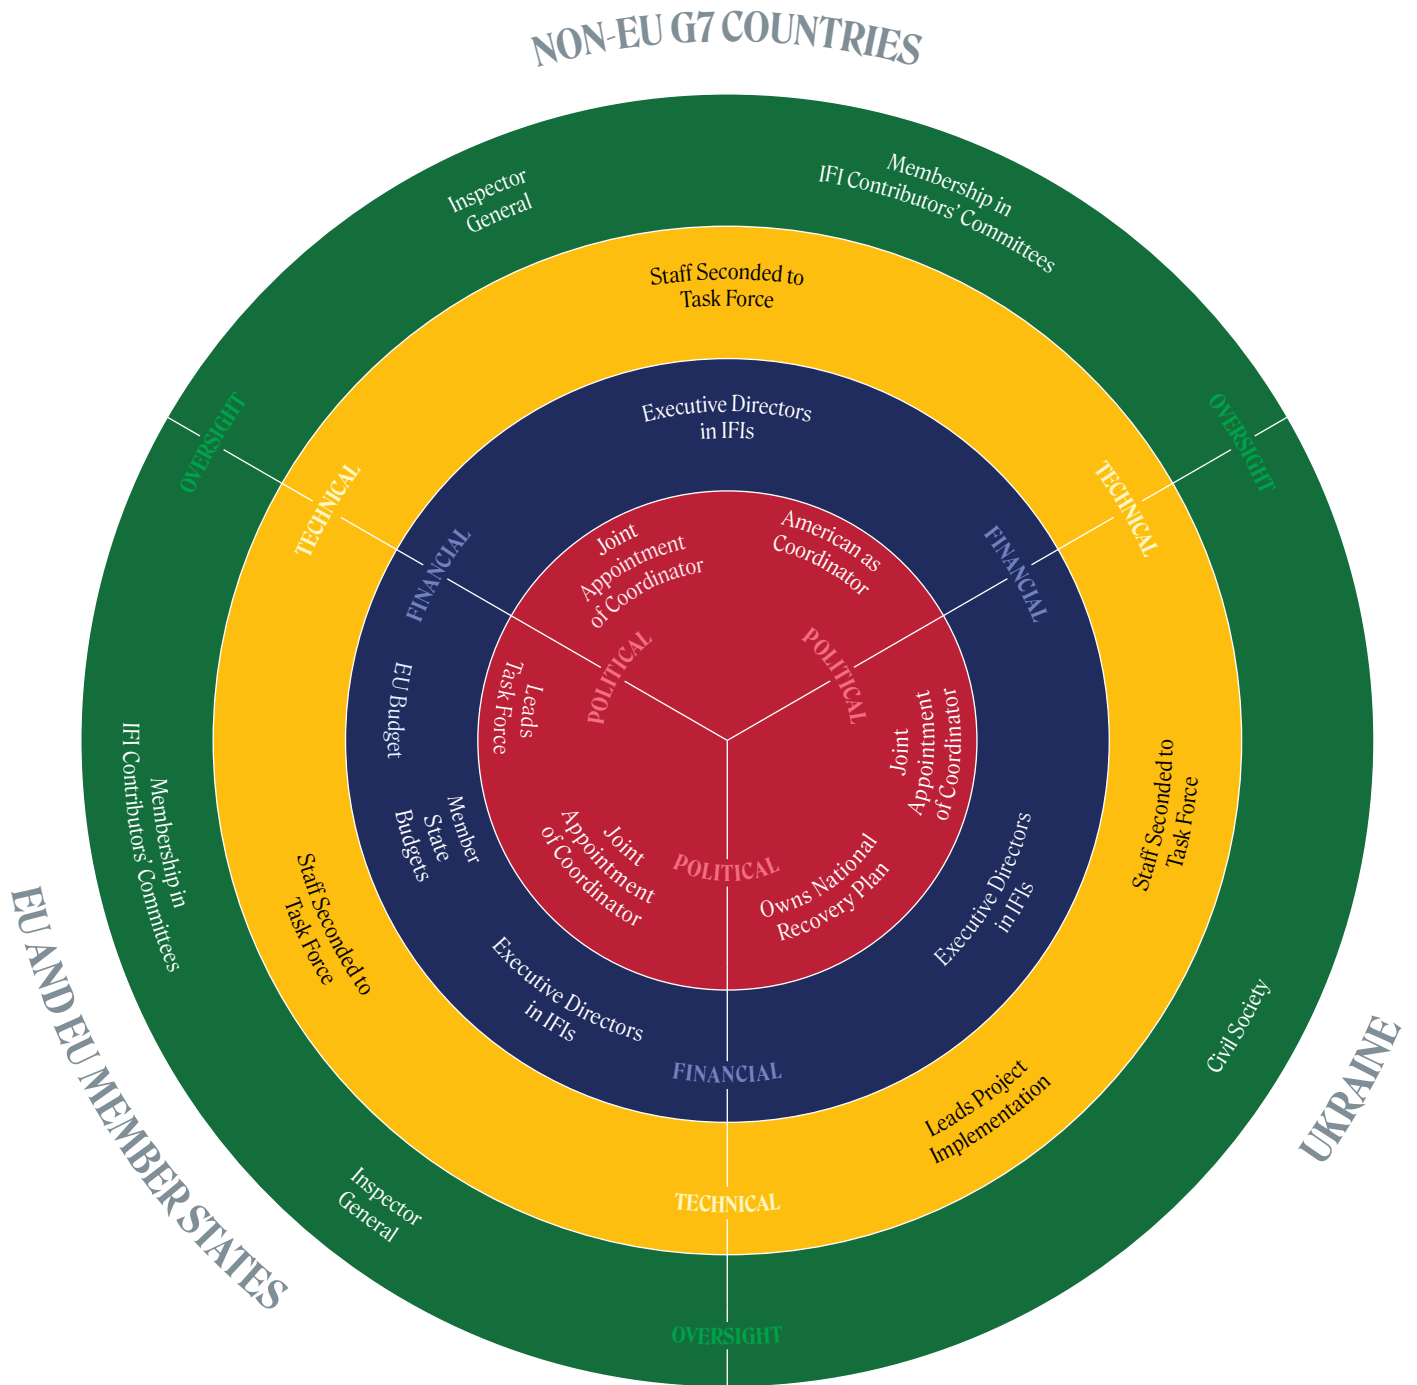 NON-EU G7 COUNTRIES
Inspector
General
Membership in
IFI Contributors' Committees
Staff Seconded to
Task Force
Executive Directors
in IFIs
Joint
Appointment
of Coordinator
American as
Coordinator
OVERSIGHT
TECHNICAL
FINANCIAL
POLITICAL
POLITICAL
FINANCIAL
TECHNICAL
OVERSIGHT
Leads
Task Force
EU Budget
Member
State
Budgets
Joint
Appointment
of Coordinator
Executive Directors
in IFIs
Staff Seconded to
Task Force
Membership in
IFI Contributors' Committees
Inspector
General
EU AND EU MEMBER STATES
Joint
Appointment
of Coordinator
Owns National
Recovery Plan
Executive Directors
in IFIs
Staff Seconded to
Task Force
Leads Project
Implementation
Civil Society
UKRAINE
POLITICAL
FINANCIAL
TECHNICAL
OVERSIGHT